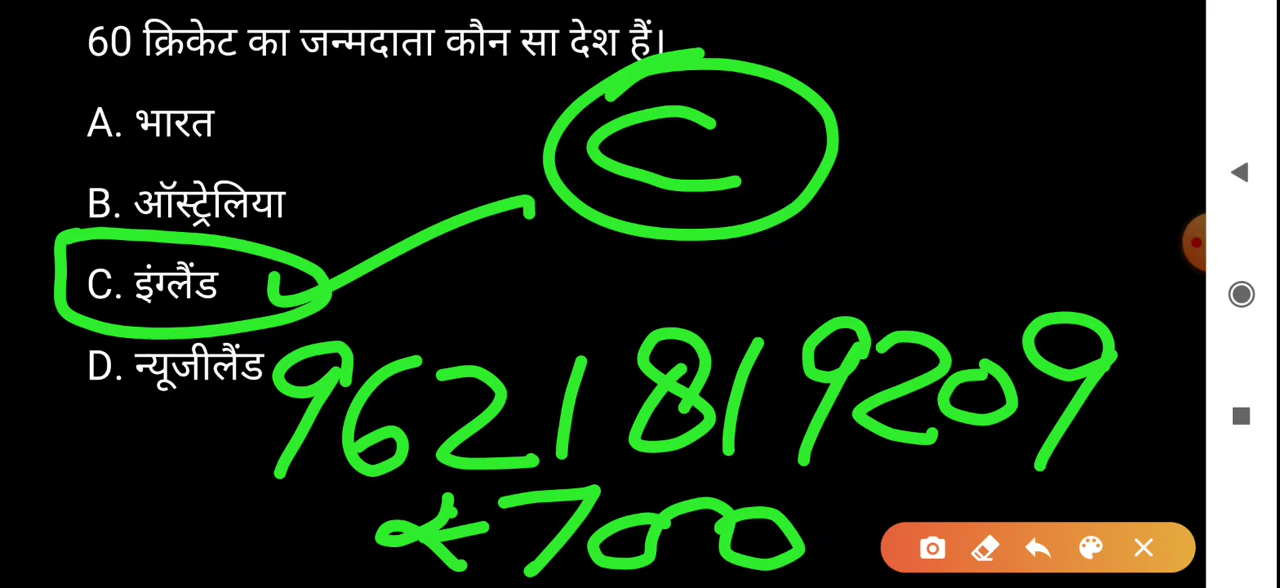 60 क्रिकेट का जन्मदाता कौन सा देश हैं।
A. भारत
C
B. ऑस्ट्रेलिया
C. इंग्लैंड
D. न्यूजीलैंड
9621819209
700